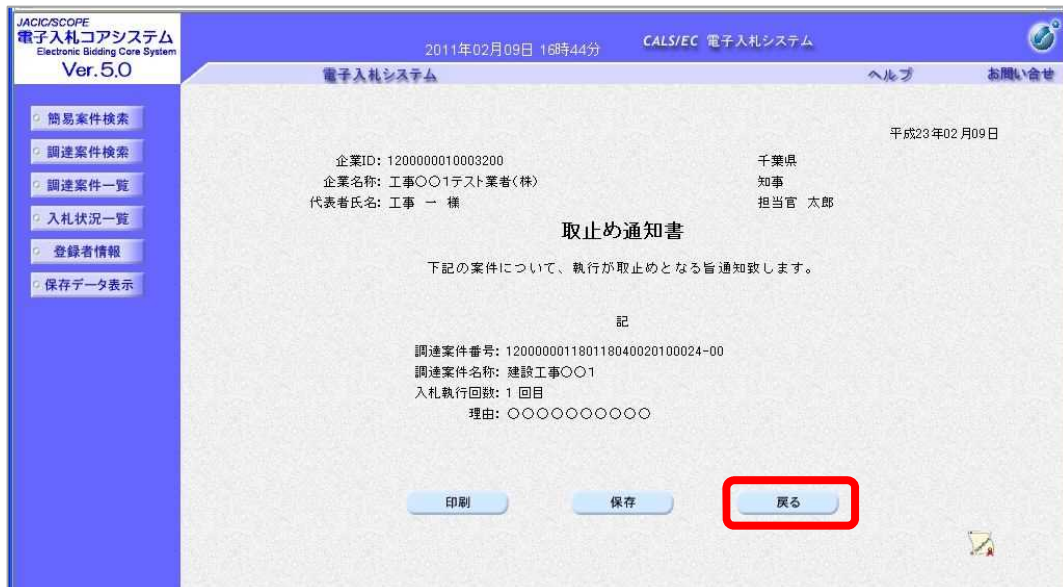 JACIC/SCOPE
電子入札コアシステム
Electronic Bidding Core System
Ver.5.0
2011年02月09日 16時44分
CALS/EC 電子入札システム
電子入札システム
ヘルプ
お問い合せ
簡易案件検索
調達案件検索
調達案件一覧
入札状況一覧
登録者情報
保存データ表示
平成23年02月09日
企業ID: 1200000010003200
千葉県
企業名称: 工事〇〇1テスト業者(株)
知事
代表者氏名: 工事 一 様
担当官 太郎
取止め通知書
下記の案件について、執行が取止めとなる旨通知致します。
記
調達案件番号: 120000001180118040020100024-00
調達案件名称: 建設工事〇〇1
入札執行回数: 1 回目
理由: 〇〇〇〇〇〇〇〇〇〇
印刷
保存
戻る